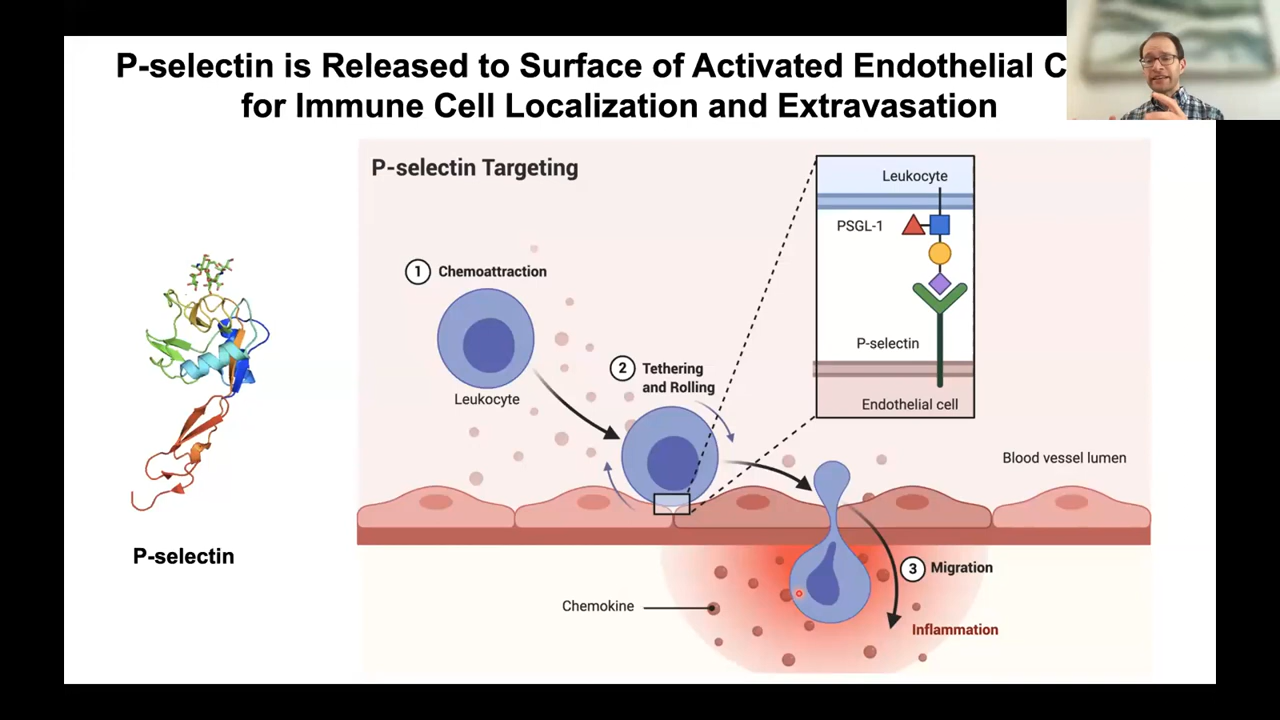 P-selectin is Released to Surface of Activated Endothelial C
for Immune Cell Localization and Extravasation
P-selectin Targeting
Leukocyte
PSGL-1
P-selectin
Endothelial cell
1 Chemoattraction
Leukocyte
2 Tethering
and Rolling
Blood vessel lumen
P-selectin
3 Migration
Chemokine
Inflammation